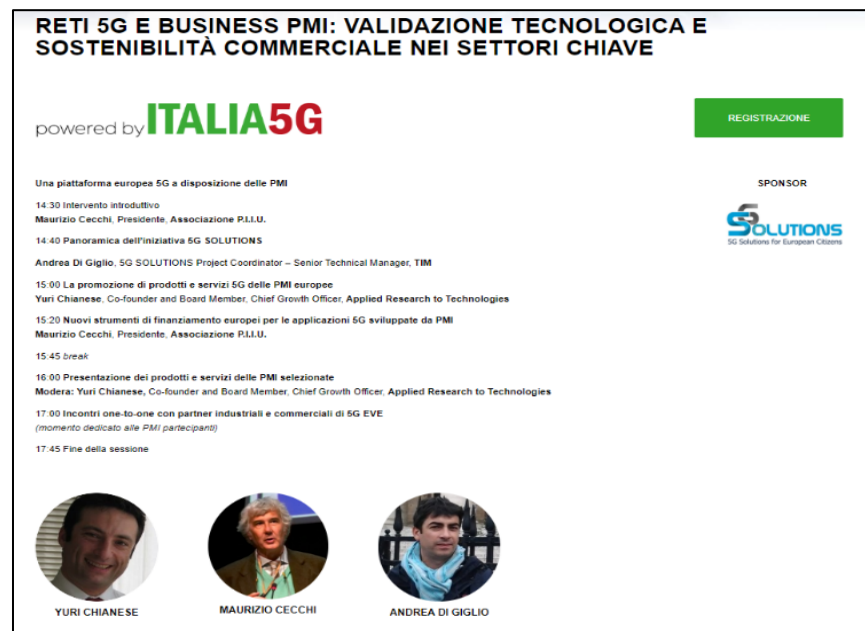 RETI 5G E BUSINESS PMI: VALIDAZIONE TECNOLOGICA E
SOSTENIBILITÀ COMMERCIALE NEI SETTORI CHIAVE
powered by ITALIA5G
REGISTRAZIONE
Una piattaforma europea 5G a disposizione delle PMI
SPONSOR
14:30 Intervento introduttivo
Maurizio Cecchi, Presidente, Associazione P.I.I.U.
5G SOLUTIONS
5G Solutions for European Citizens
14:40 Panoramica dell'iniziativa 5G SOLUTIONS
Andrea Di Giglio, 5G SOLUTIONS Project Coordinator – Senior Technical Manager, TIM
15:00 La promozione di prodotti e servizi 5G delle PMI europee
Yuri Chianese, Co-founder and Board Member, Chief Growth Officer, Applied Research to Technologies
15:20 Nuovi strumenti di finanziamento europei per le applicazioni 5G sviluppate da PMI
Maurizio Cecchi, Presidente, Associazione P.I.I.U.
15:45 break
16:00 Presentazione dei prodotti e servizi delle PMI selezionate
Modera: Yuri Chianese, Co-founder and Board Member, Chief Growth Officer, Applied Research to Technologies
17:00 Incontri one-to-one con partner industriali e commerciali di 5G EVE
(momento dedicato alle PMI partecipanti)
17:45 Fine della sessione
YURI CHIANESE
MAURIZIO CECCHI
ANDREA DI GIGLIO